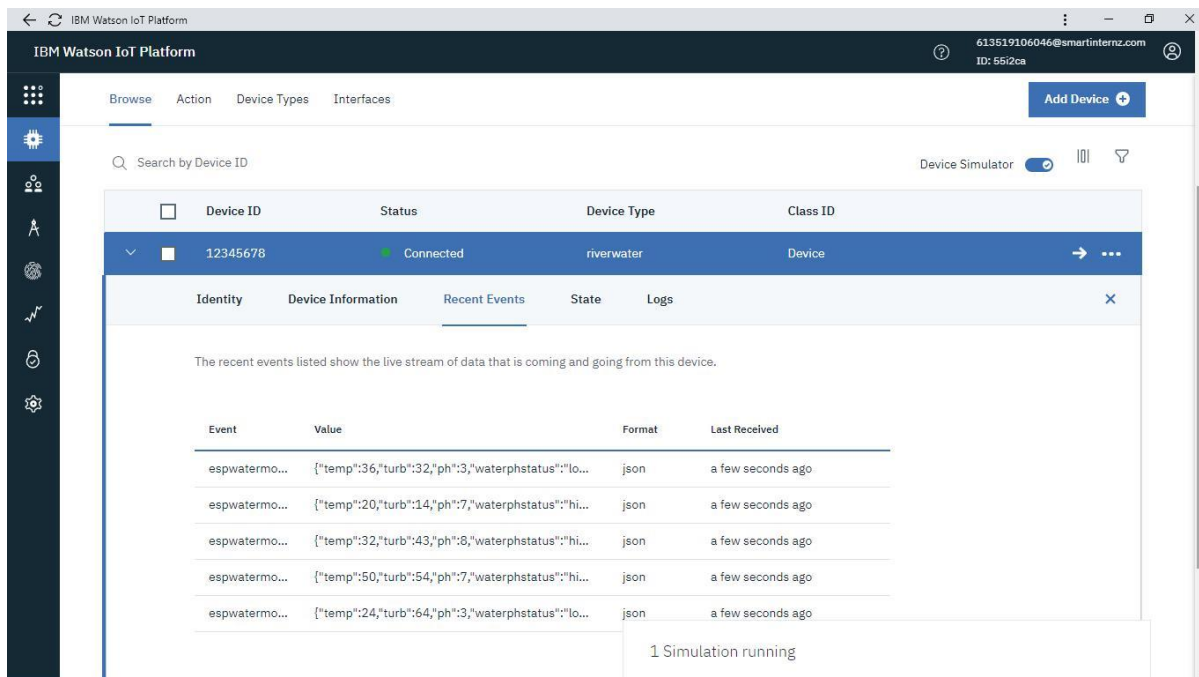 IBM Watson IoT Platform
IBM Watson IoT Platform
613519106046@smartinternz.com
ID: 55i2ca
Browse Action Device Types Interfaces
Add Device
Search by Device ID
Device Simulator
Device ID Status Device Type Class ID
12345678 Connected riverwater Device
Identity Device Information Recent Events State Logs
The recent events listed show the live stream of data that is coming and going from this device.
Event Value Format Last Received
espwatermo... {"temp":36,"turb":32,"ph":3,"waterphstatus":"lo... json a few seconds ago
espwatermo... {"temp":20,"turb":14,"ph":7,"waterphstatus":"hi... json a few seconds ago
espwatermo... {"temp":32,"turb":43,"ph":8,"waterphstatus":"hi... json a few seconds ago
espwatermo... {"temp":50,"turb":54,"ph":7,"waterphstatus":"hi... json a few seconds ago
espwatermo... {"temp":24,"turb":64,"ph":3,"waterphstatus":"lo... json a few seconds ago
1 Simulation running